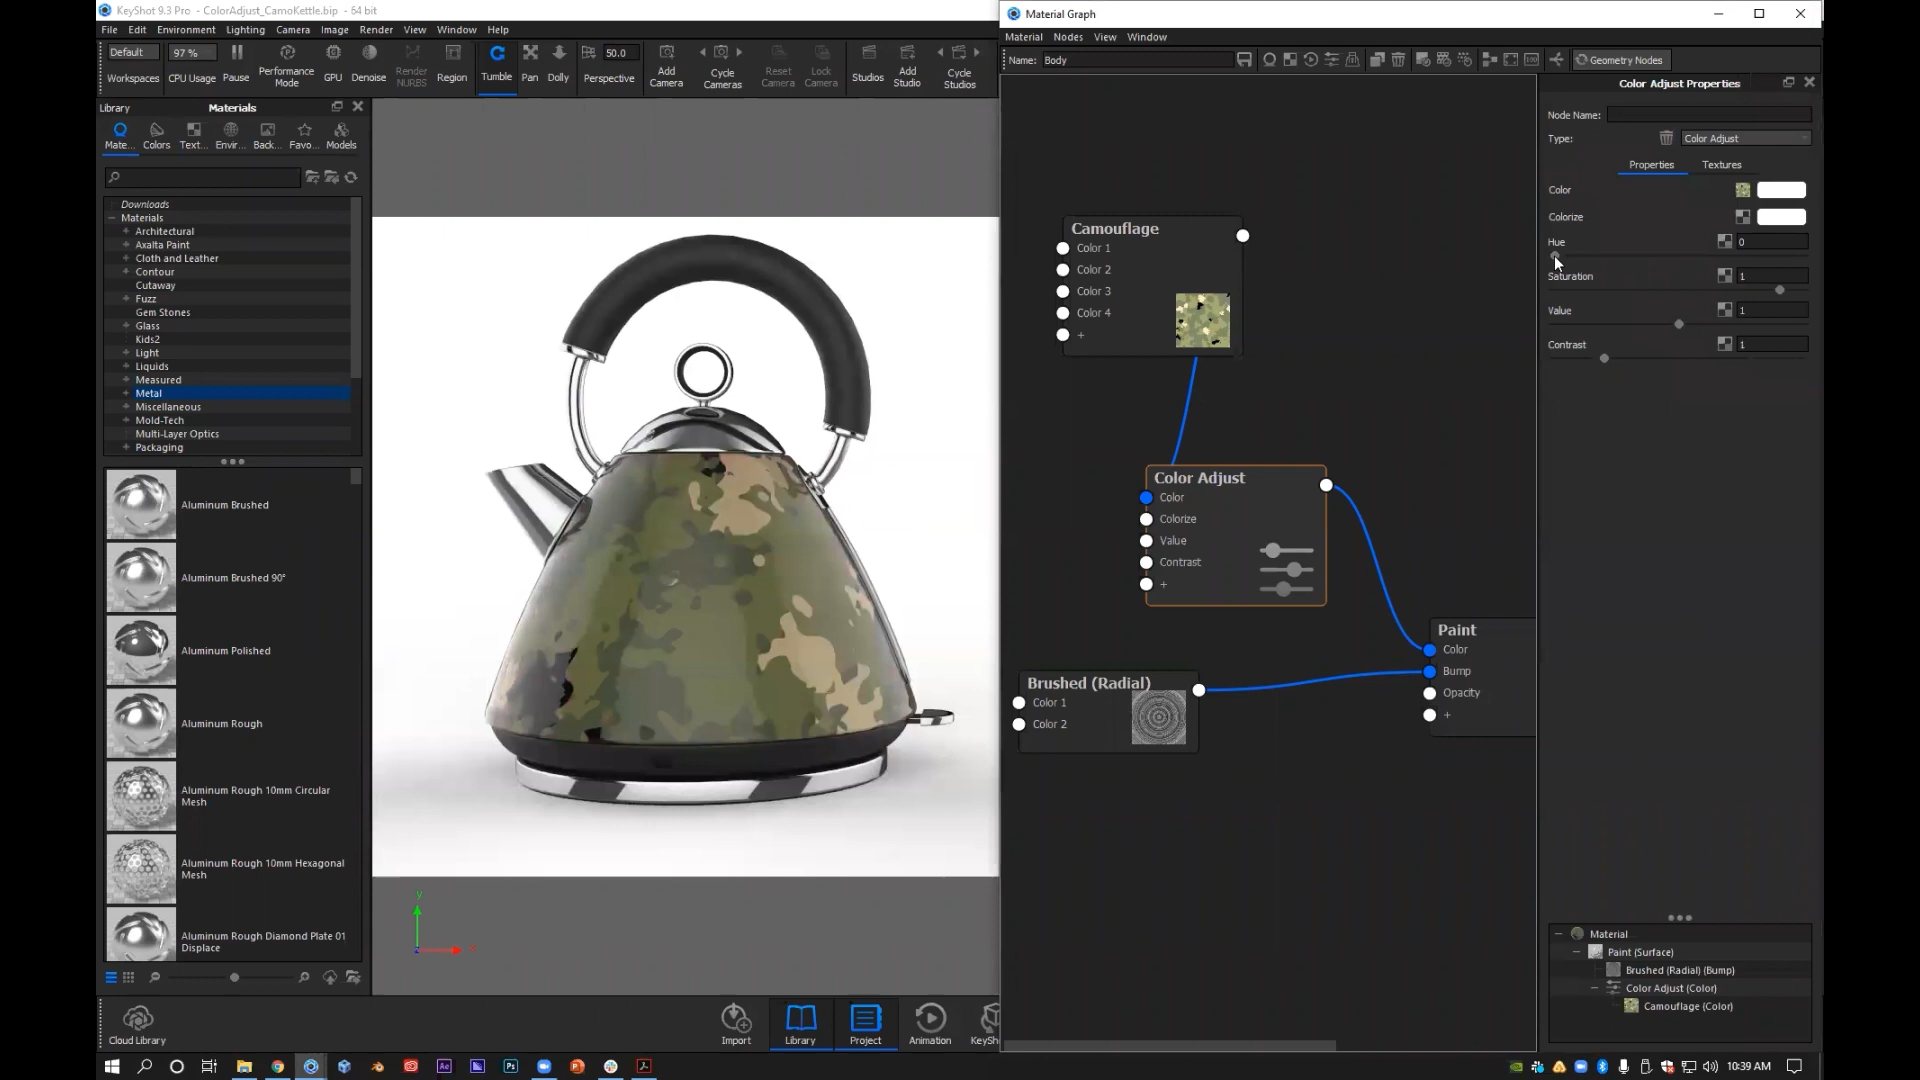 KeyShot 9.3 Pro - ColorAdjust_CamoKettle.bip - 64 bit
File Edit Environment Lighting Camera Image Render View Window Help
Default
97 %
50.0
Workspaces
CPU Usage
Pause
Performance Mode
GPU
Denoise
Render NURBS
Region
Tumble
Pan
Dolly
Perspective
Add Camera
Cycle Cameras
Reset Camera
Lock Camera
Studios
Add Studio
Cycle Studios
Library
Materials
Mate...
Colors
Text...
Envir...
Back...
Favo...
Models
Downloads
Materials
Architectural
Axalta Paint
Cloth and Leather
Contour
Cutaway
Fuzz
Gem Stones
Glass
Kids2
Light
Liquids
Measured
Metal
Miscellaneous
Mold-Tech
Multi-Layer Optics
Packaging
Aluminum Brushed
Aluminum Brushed 90°
Aluminum Polished
Aluminum Rough
Aluminum Rough 10mm Circular
Mesh
Aluminum Rough 10mm Hexagonal
Mesh
Aluminum Rough Diamond Plate 01
Displace
y
x
Cloud Library
Import
Library
Project
Animation
KeySh
Material Graph
Material Nodes View Window
Name: Body
Geometry Nodes
Camouflage
Color 1
Color 2
Color 3
Color 4
+
Color Adjust
Color
Colorize
Value
Contrast
+
Brushed (Radial)
Color 1
Color 2
Paint
Color
Bump
Opacity
+
Color Adjust Properties
Node Name:
Type: Color Adjust
Properties Textures
Color
Colorize
Hue 0
Saturation 1
Value 1
Contrast 1
Material
Paint (Surface)
Brushed (Radial) (Bump)
Color Adjust (Color)
Camouflage (Color)
Ae
Ps
10:39 AM